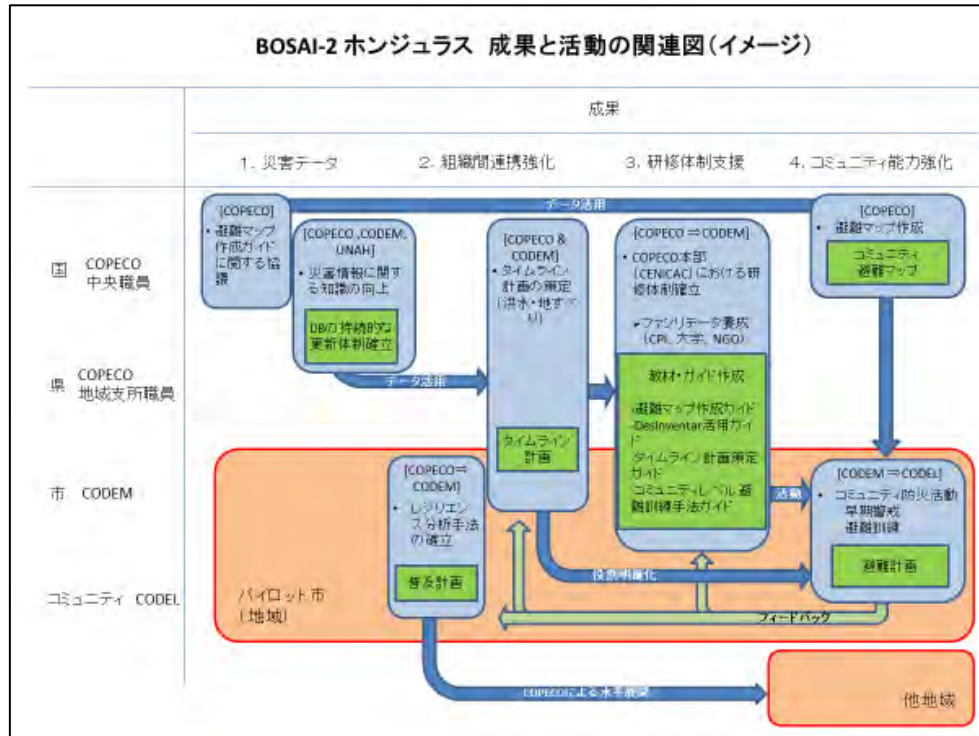 BOSAI-2 ホンジュラス 成果と活動の関連図(イメージ)
成果
1. 災害データ
2. 組織間連携強化
3. 研修体制支援
4. コミュニティ能力強化
国 COPECO
中央職員
県 COPECO
地域支所職員
市 CODEM
コミュニティ CODEL
データ活用
[COPECO]
• 避難マップ
作成ガイド
に関する協
議
[COPECO ,CODEM,
UNAH]
• 災害情報に関す
る知識の向上
DBの持続的な
更新体制確立
データ活用
[COPECO &
CODEM]
• タイムライン
計画の策定
(洪水・地すべ
り)
タイムライン
計画
[COPECO ⇒CODEM]
• COPECO本部
(CENICAC)における研
修体制確立
ファシリテータ養成
(CPI、大学、NGO)
教材・ガイド作成
避難マップ作成ガイド
-DesInventar活用ガイ
ド
タイムライン計画策定
ガイド
コミュニティレベル避
難訓練手法ガイド
[COPECO]
• 避難マップ作成
コミュニティ
避難マップ
[COPECO⇒
CODEM]
• レジリエン
ス分析手法
の確立
普及計画
活動
[CODEM ⇒CODEL]
• コミュニティ防災活動
早期警戒
避難訓練
避難計画
役割明確化
フィードバック
パイロット市
(地域)
COPECOによる水平展開
他地域